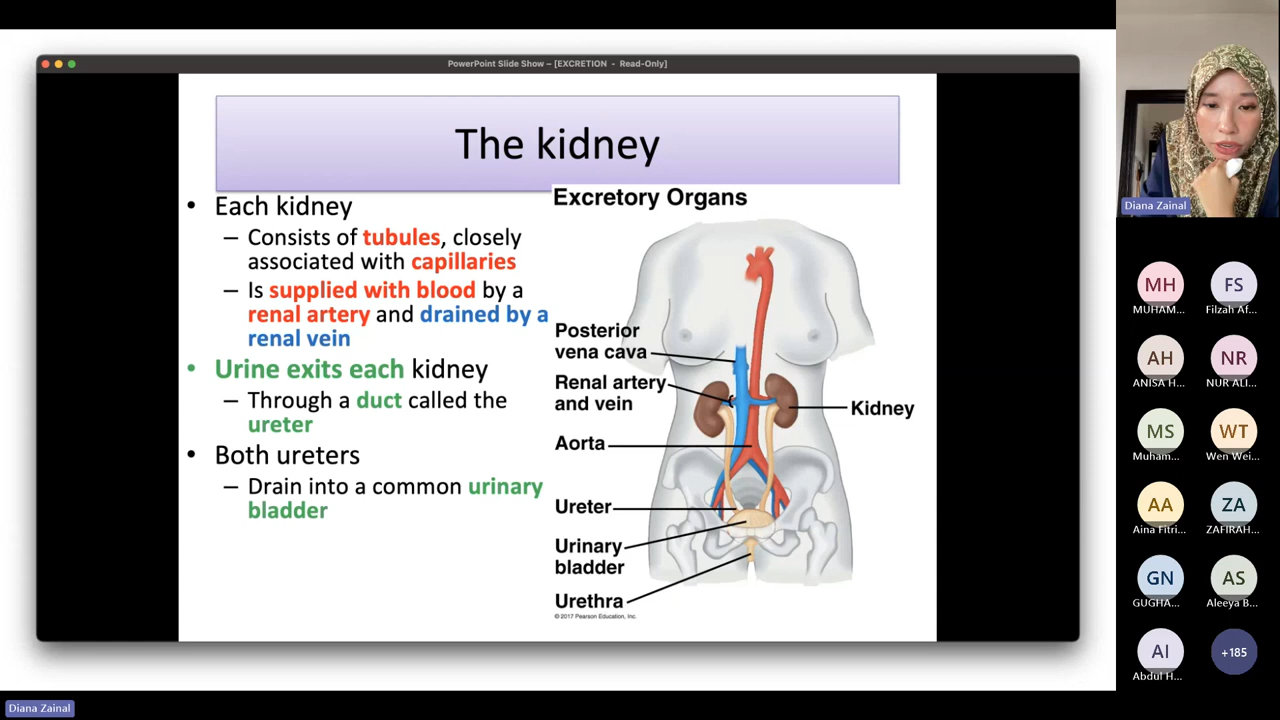 PowerPoint Slide Show – [EXCRETION - Read-Only]
The kidney
• Each kidney
– Consists of tubules, closely
associated with capillaries
– Is supplied with blood by a
renal artery and drained by a
renal vein
• Urine exits each kidney
– Through a duct called the
ureter
• Both ureters
– Drain into a common urinary
bladder
Excretory Organs
Posterior
vena cava
Renal artery
and vein
Kidney
Aorta
Ureter
Urinary
bladder
Urethra
© 2017 Pearson Education, Inc.
Diana Zainal
MH
MUHAM...
FS
Filzah Af...
AH
ANISA H...
NR
NUR ALI...
MS
Muham...
WT
Wen Wei...
AA
Aina Fitri...
ZA
ZAFIRAH...
GN
GUGHA...
AS
Aleeya B...
AI
Abdul H...
+185
Diana Zainal